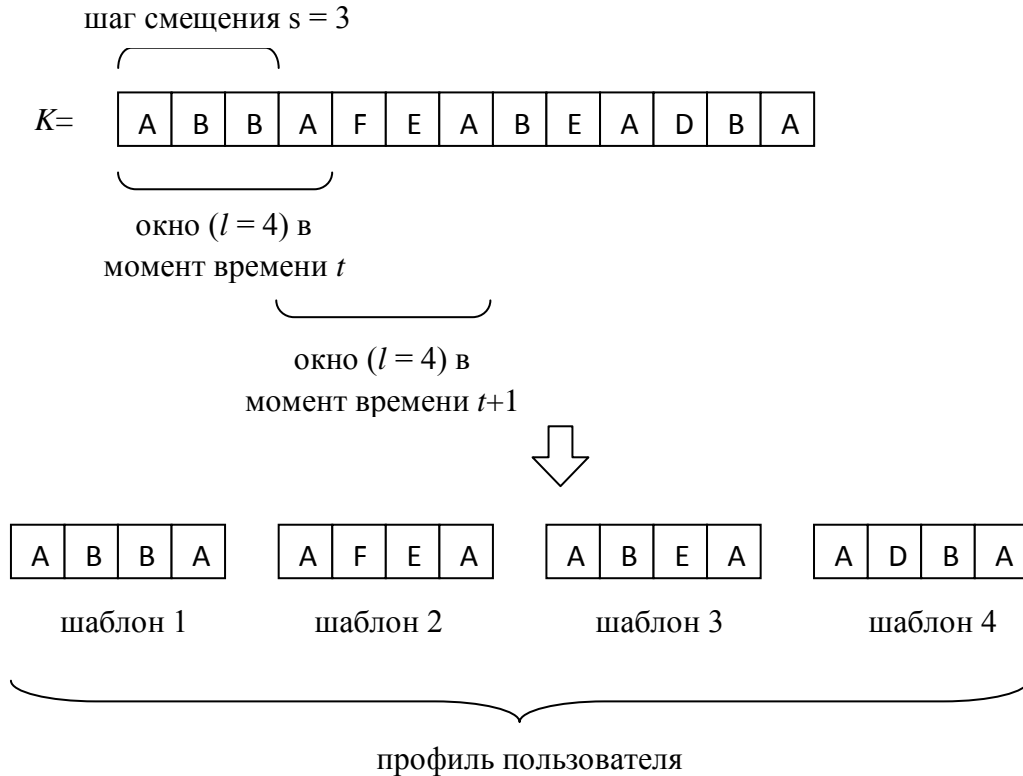 шаг смещения s = 3
K= A B B A F E A B E A D B A
окно (l = 4) в
момент времени t
окно (l = 4) в
момент времени t+1
A B B A A F E A A B E A A D B A
шаблон 1 шаблон 2 шаблон 3 шаблон 4
профиль пользователя